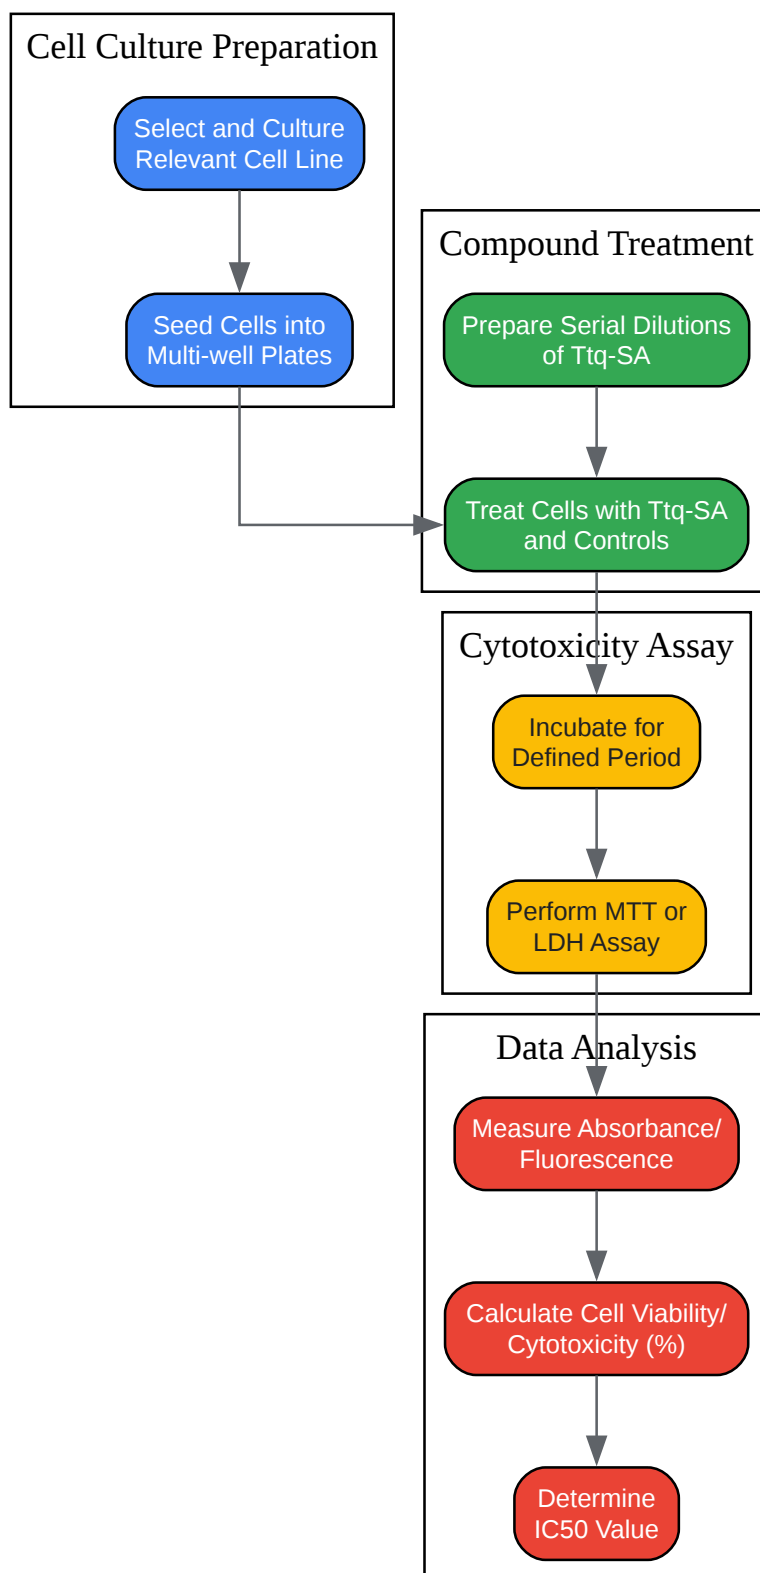 Cell Culture Preparation
Select and Culture
Relevant Cell Line
Seed Cells into
Multi-well Plates
Compound Treatment
Prepare Serial Dilutions
of Ttq-SA
Treat Cells with Ttq-SA
and Controls
Cytotoxicity Assay
Incubate for
Defined Period
Perform MTT or
LDH Assay
Data Analysis
Measure Absorbance/
Fluorescence
Calculate Cell Viability/
Cytotoxicity (%)
Determine
IC50 Value